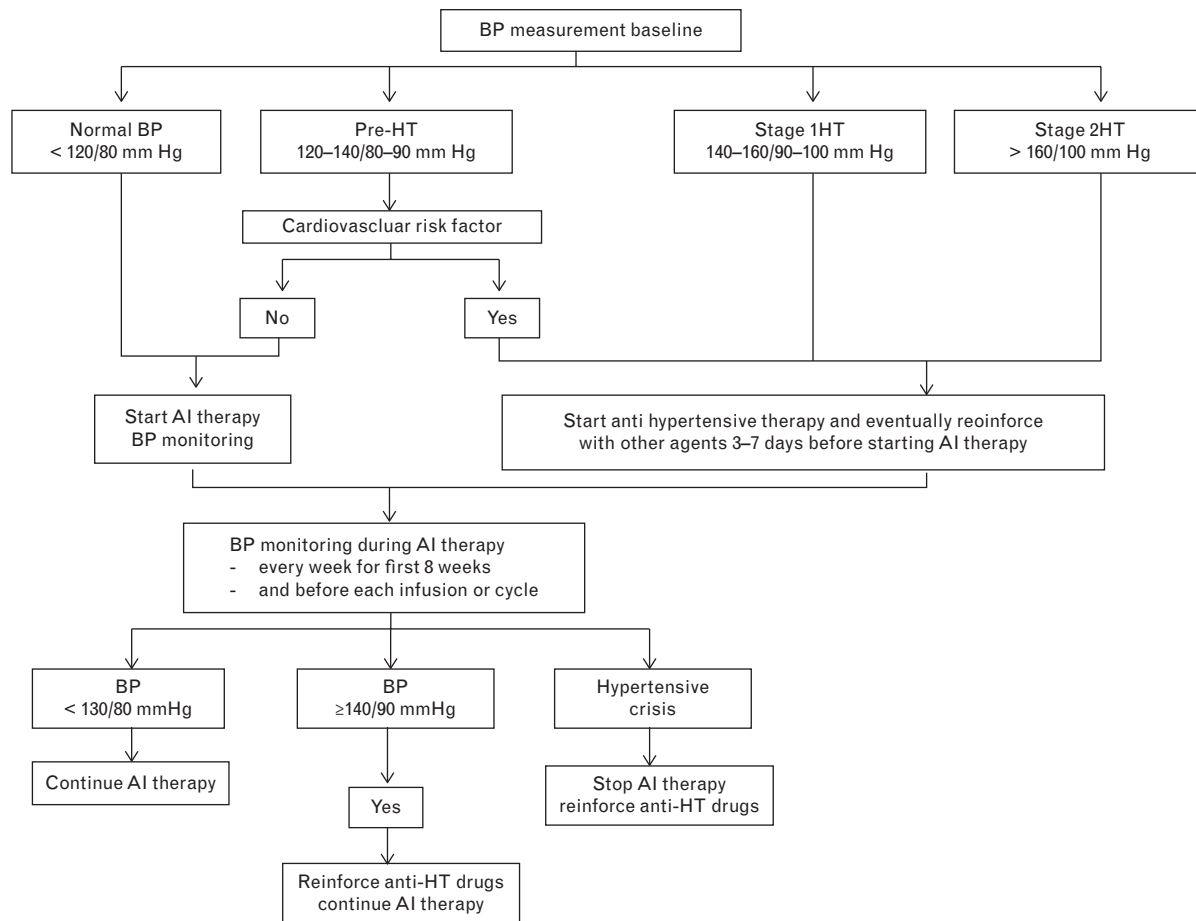 BP measurement baseline
Normal BP
< 120/80 mm Hg
Pre-HT
120–140/80–90 mm Hg
Stage 1HT
140–160/90–100 mm Hg
Stage 2HT
> 160/100 mm Hg
Cardiovascluar risk factor
No
Yes
Start AI therapy
BP monitoring
Start anti hypertensive therapy and eventually reoinforce
with other agents 3–7 days before starting AI therapy
BP monitoring during AI therapy
- every week for first 8 weeks
- and before each infusion or cycle
BP
< 130/80 mmHg
BP
≥140/90 mmHg
Hypertensive
crisis
Continue AI therapy
Yes
Stop AI therapy
reinforce anti-HT drugs
Reinforce anti-HT drugs
continue AI therapy